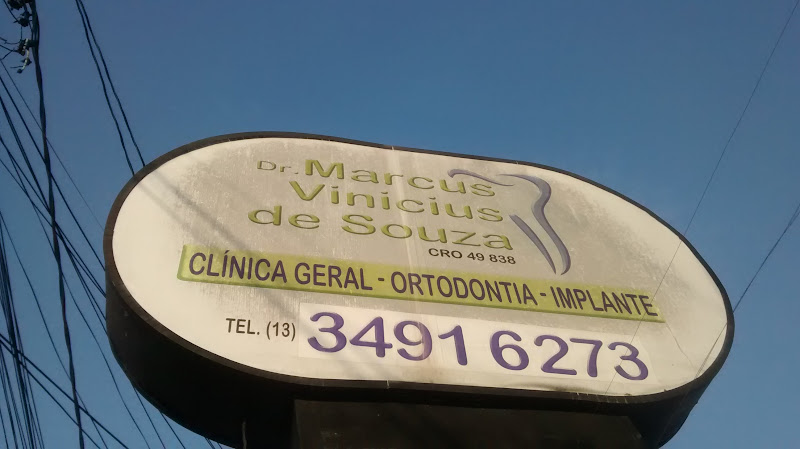 Dr. Marcus
Vinicius
de Souza
CRO 49 838
CLÍNICA GERAL - ORTODONTIA - IMPLANTE
TEL. (13) 3491 6273